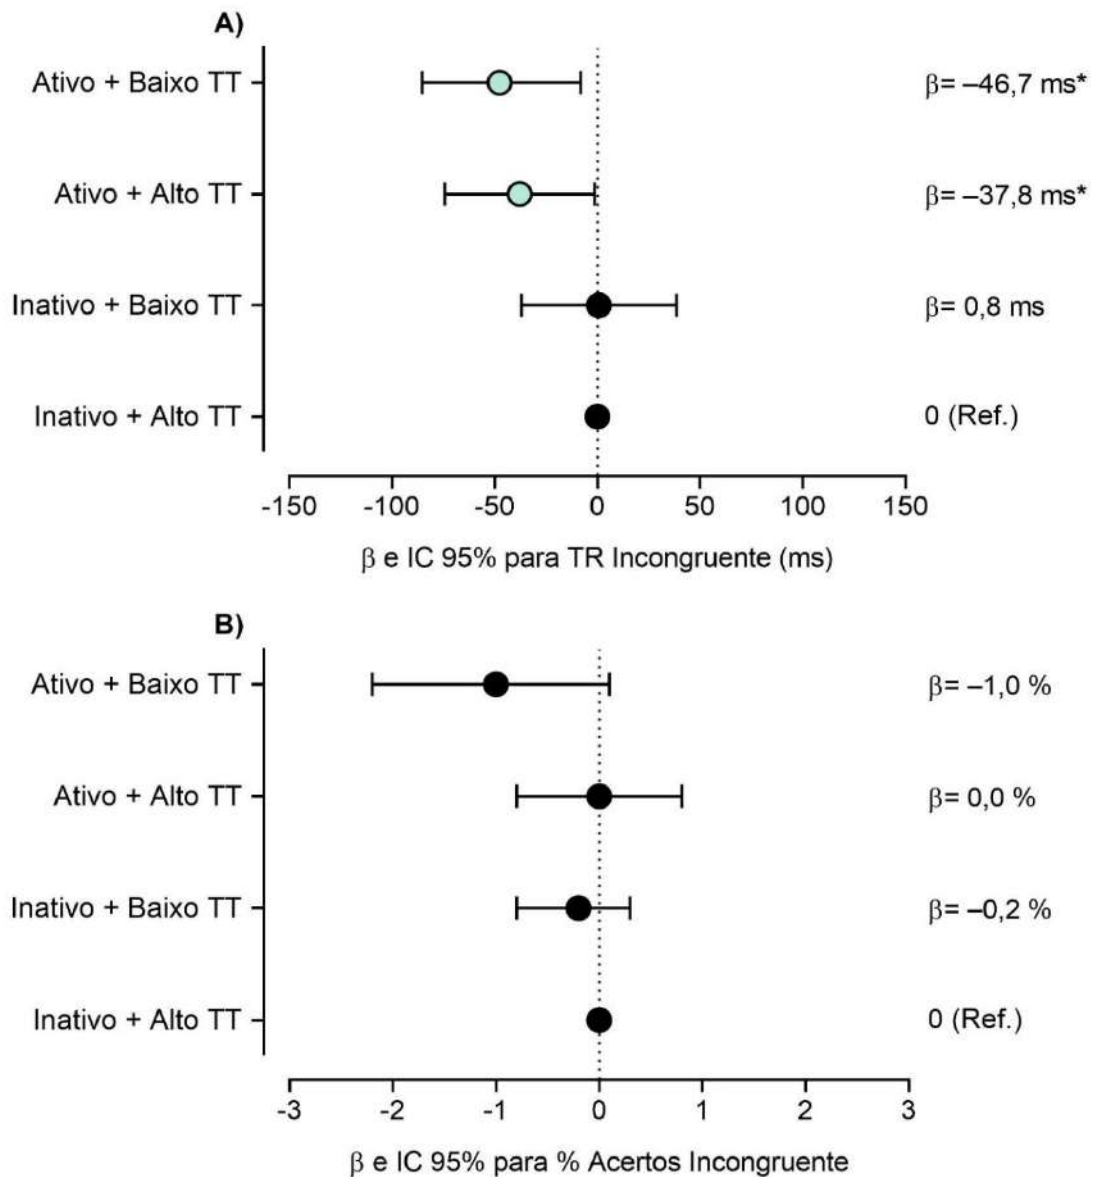 A)
Ativo + Baixo TT
β= –46,7 ms*
Ativo + Alto TT
β= –37,8 ms*
Inativo + Baixo TT
β= 0,8 ms
Inativo + Alto TT
0 (Ref.)
-150 -100 -50 0 50 100 150
β e IC 95% para TR Incongruente (ms)
B)
Ativo + Baixo TT
β= –1,0 %
Ativo + Alto TT
β= 0,0 %
Inativo + Baixo TT
β= –0,2 %
Inativo + Alto TT
0 (Ref.)
-3 -2 -1 0 1 2 3
β e IC 95% para % Acertos Incongruente